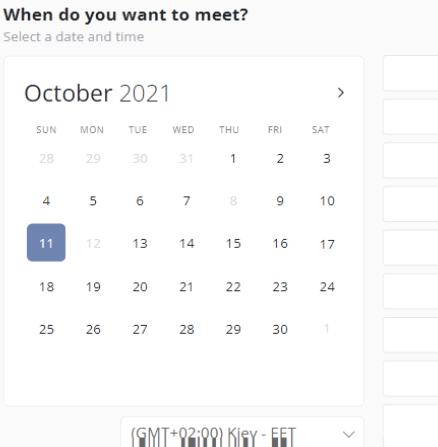 When do you want to meet?
Select a date and time
October 2021
SUN MON TUE WED THU FRI SAT
28 29 30 31 1 2 3
4 5 6 7 8 9 10
11 12 13 14 15 16 17
18 19 20 21 22 23 24
25 26 27 28 29 30 1
(GMT+02:00) Kiev - EET